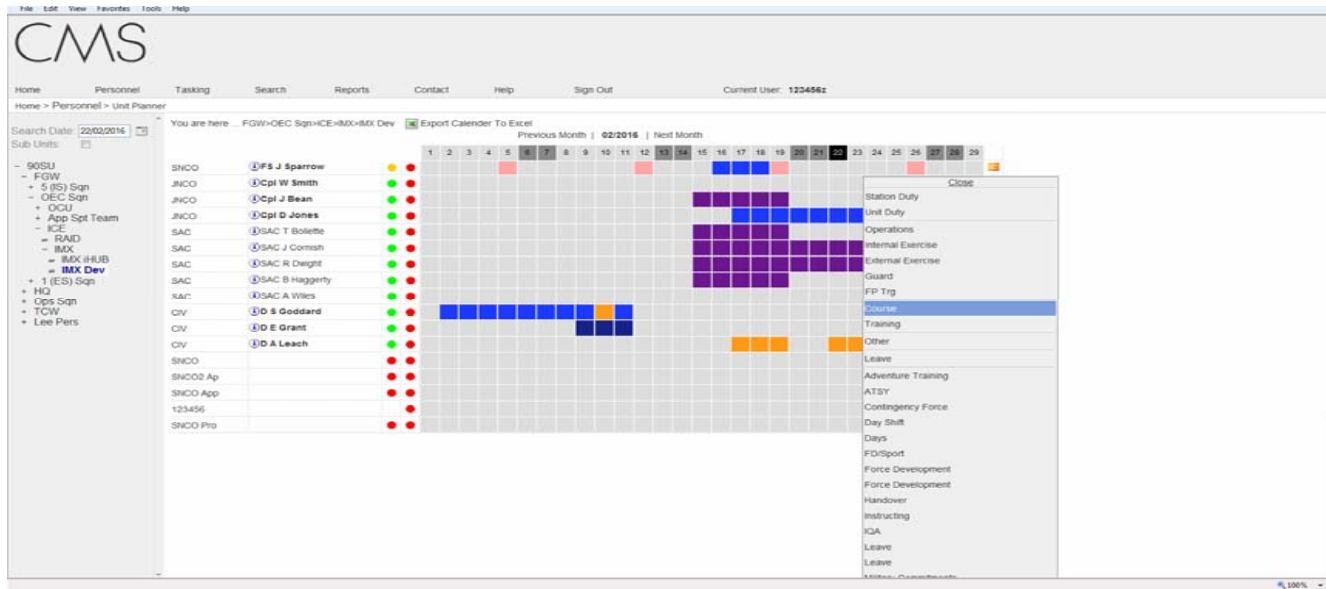 File Edit View Favorites Tools Help
CMS
Home Personnel Tasking Search Reports Contact Help Sign Out Current User: 123456z
Home > Personnel > Unit Planner
Search Date: 22/02/2016
Sub Units:
- 90SU
- FGW
+ 5 (IS) Sqn
- OEC Sqn
+ OCU
+ App Spt Team
- ICE
RAID
- IMX
IMX iHUB
IMX Dev
+ 1 (ES) Sqn
+ HQ
+ Ops Sqn
+ TCW
+ Lee Pers
You are here ... FGW>OEC Sqn>ICE>IMX>IMX Dev Export Calender To Excel
Previous Month | 02/2016 | Next Month
1 2 3 4 5 6 7 8 9 10 11 12 13 14 15 16 17 18 19 20 21 22 23 24 25 26 27 28 29
SNCO FS J Sparrow
JNCO Cpl W Smith
JNCO Cpl J Bean
JNCO Cpl D Jones
SAC SAC T Bollette
SAC SAC J Cornish
SAC SAC R Dwight
SAC SAC B Haggerty
SAC SAC A Wiles
CIV D S Goddard
CIV D E Grant
CIV D A Leach
SNCO
SNCO2 Ap
SNCO App
123456
SNCO Pro
Close
Station Duty
Unit Duty
Operations
Internal Exercise
External Exercise
Guard
FP Trg
Course
Training
Other
Leave
Adventure Training
ATSY
Contingency Force
Day Shift
Days
FD/Sport
Force Development
Force Development
Handover
Instructing
IQA
Leave
Leave
Military Commitments
100%